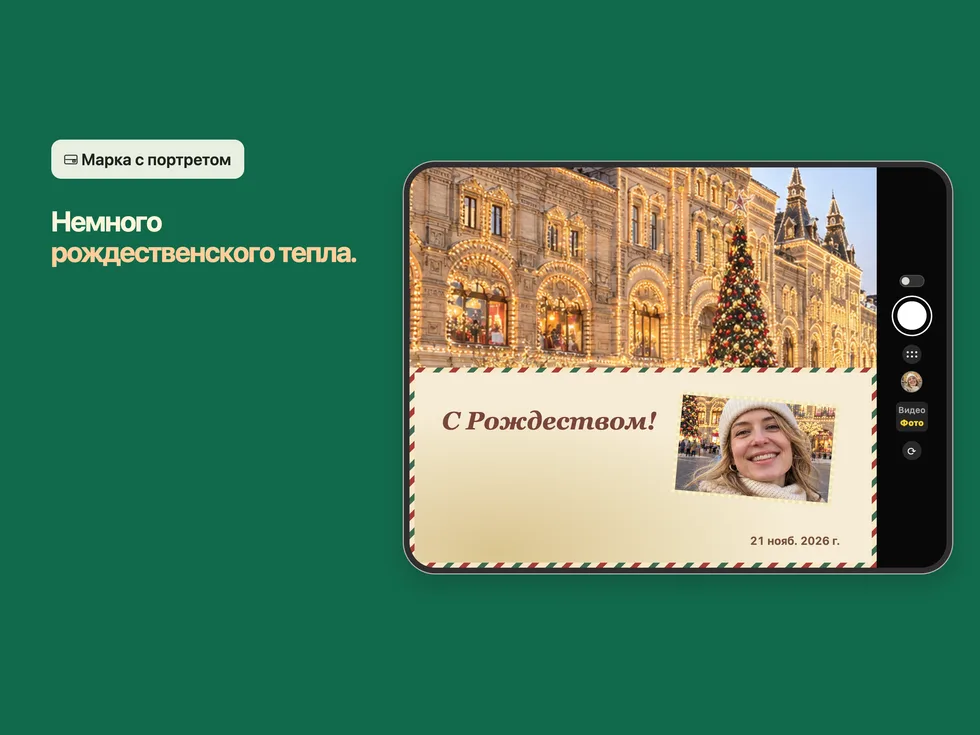 Марка с портретом
Немного
рождественского тепла.
С Рождеством!
21 нояб. 2026 г.
Видео
Фото